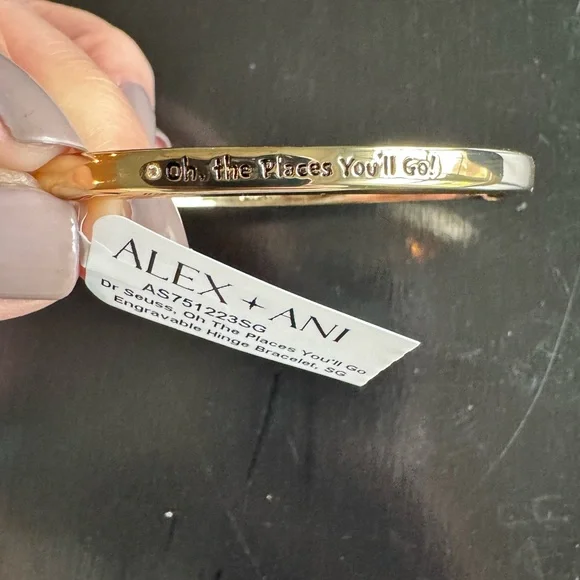 Oh, the Places You'll Go!
ALEX + ANI
AS751223SG
Dr Seuss, Oh The Places You'll Go
Engravable Hinge Bracelet, SG